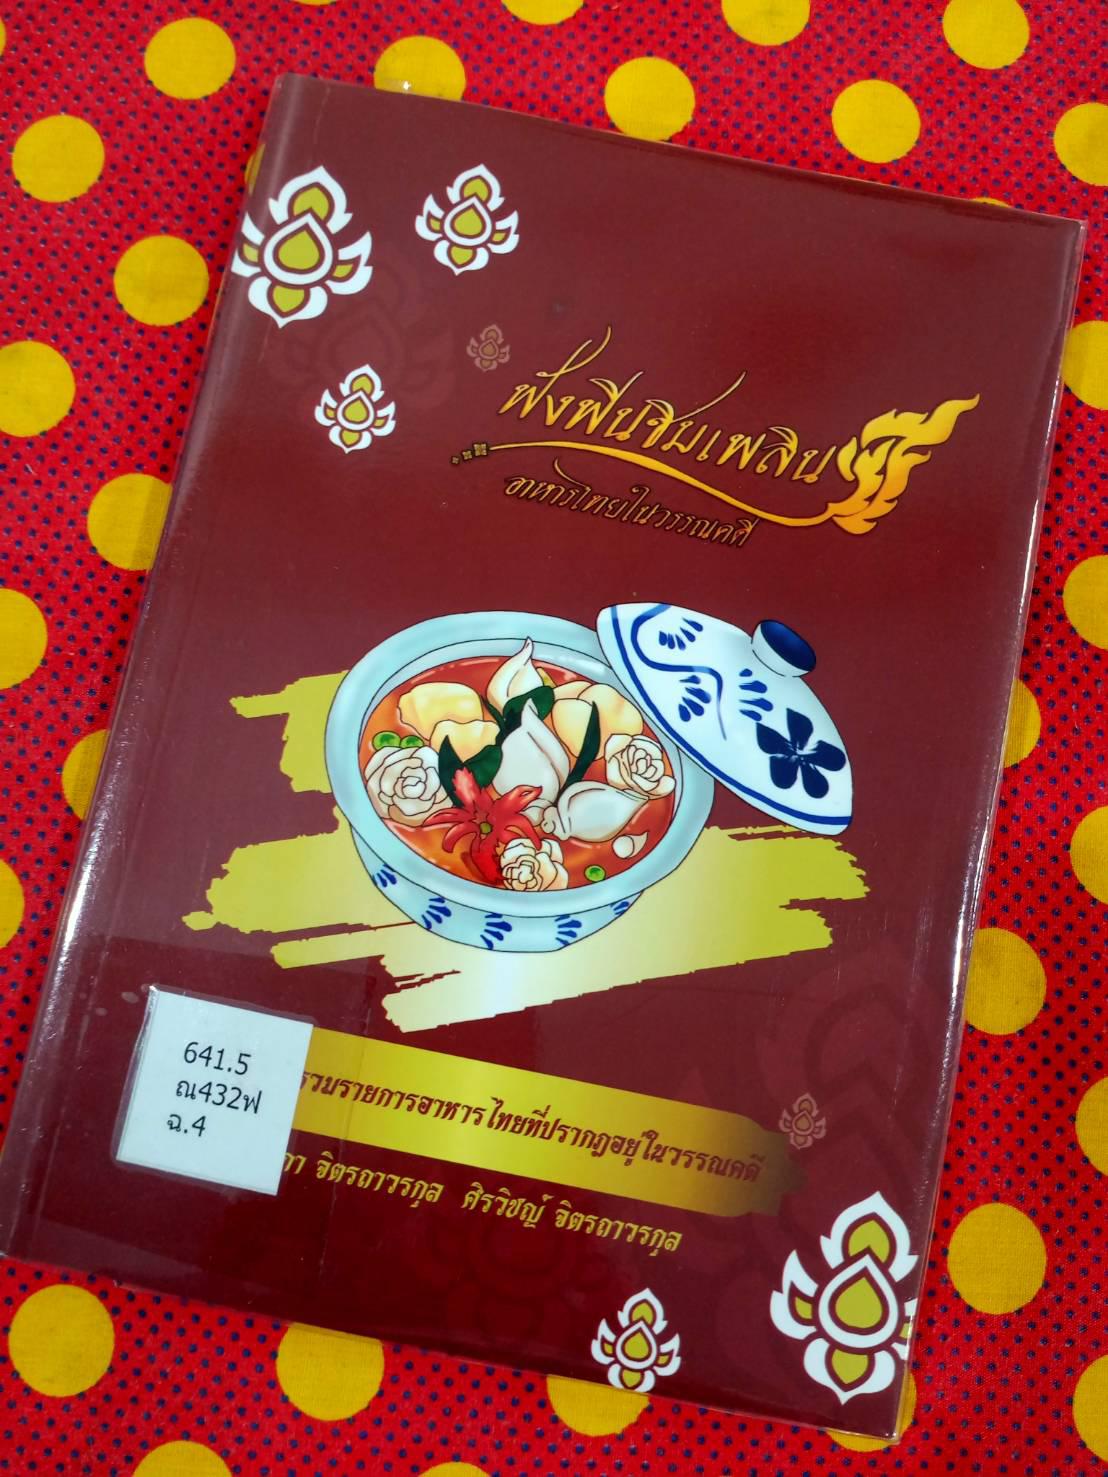 ฟังฟินชิมเพลิน
อาหารไทยในวรรณคดี
641.5
ณ432ฟ
ฉ.4
รวมรายการอาหารไทยที่ปรากฏอยู่ในวรรณคดี
จิตรถาวรกุล ศิรวิชญ์ จิตรถาวรกุล